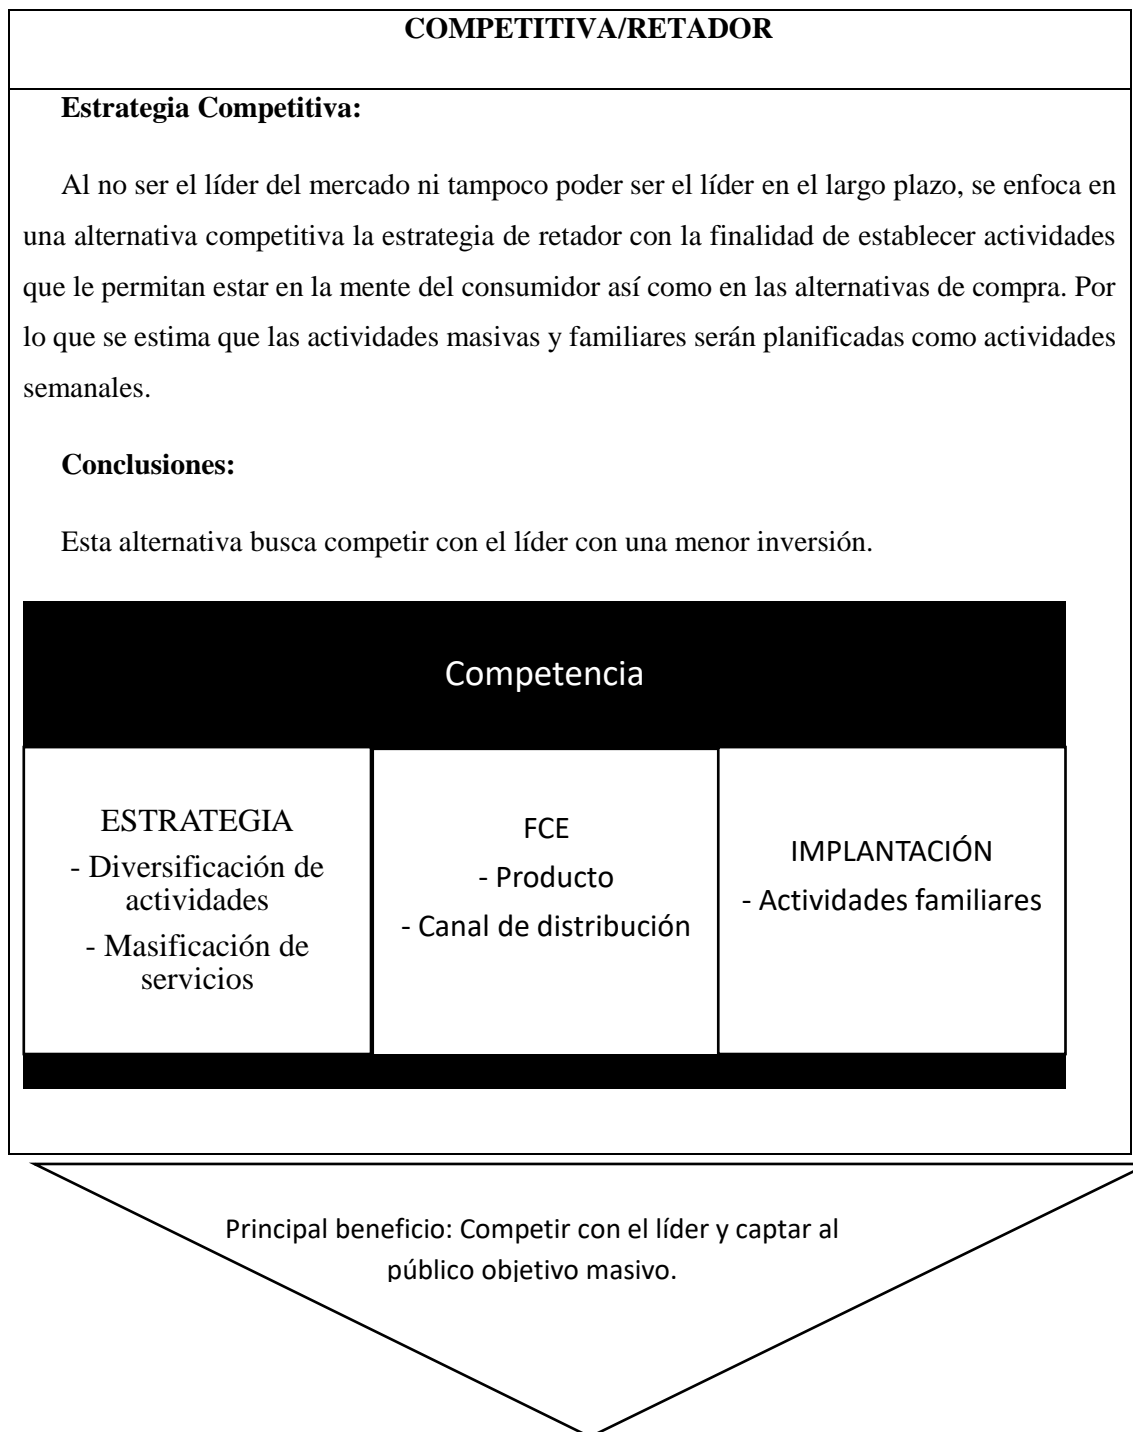 COMPETITIVA/RETADOR
Estrategia Competitiva:
Al no ser el líder del mercado ni tampoco poder ser el líder en el largo plazo, se enfoca en
una alternativa competitiva la estrategia de retador con la finalidad de establecer actividades
que le permitan estar en la mente del consumidor así como en las alternativas de compra. Por
lo que se estima que las actividades masivas y familiares serán planificadas como actividades
semanales.
Conclusiones:
Esta alternativa busca competir con el líder con una menor inversión.
Competencia
ESTRATEGIA
- Diversificación de
actividades
- Masificación de
servicios
FCE
- Producto
- Canal de distribución
IMPLANTACIÓN
- Actividades familiares
Principal beneficio: Competir con el líder y captar al
público objetivo masivo.